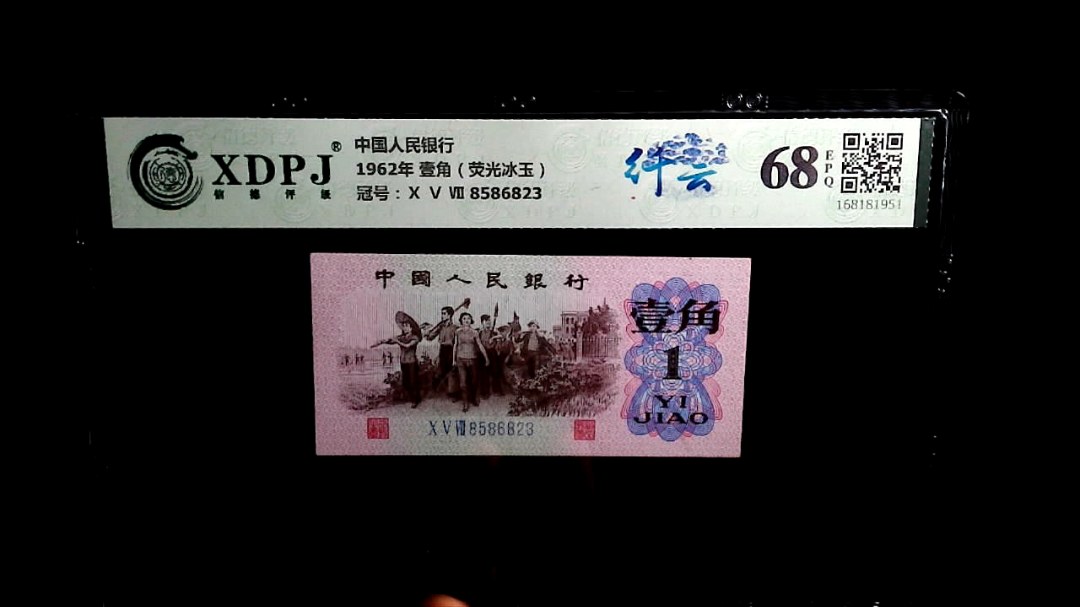 XDPJ®
信德评级
中国人民银行
1962年 壹角（荧光冰玉）
冠号：X V Ⅶ 8586823
68
EPQ
168181951
中國人民銀行
壹角
1
YI
JIAO
X V Ⅶ 8586823